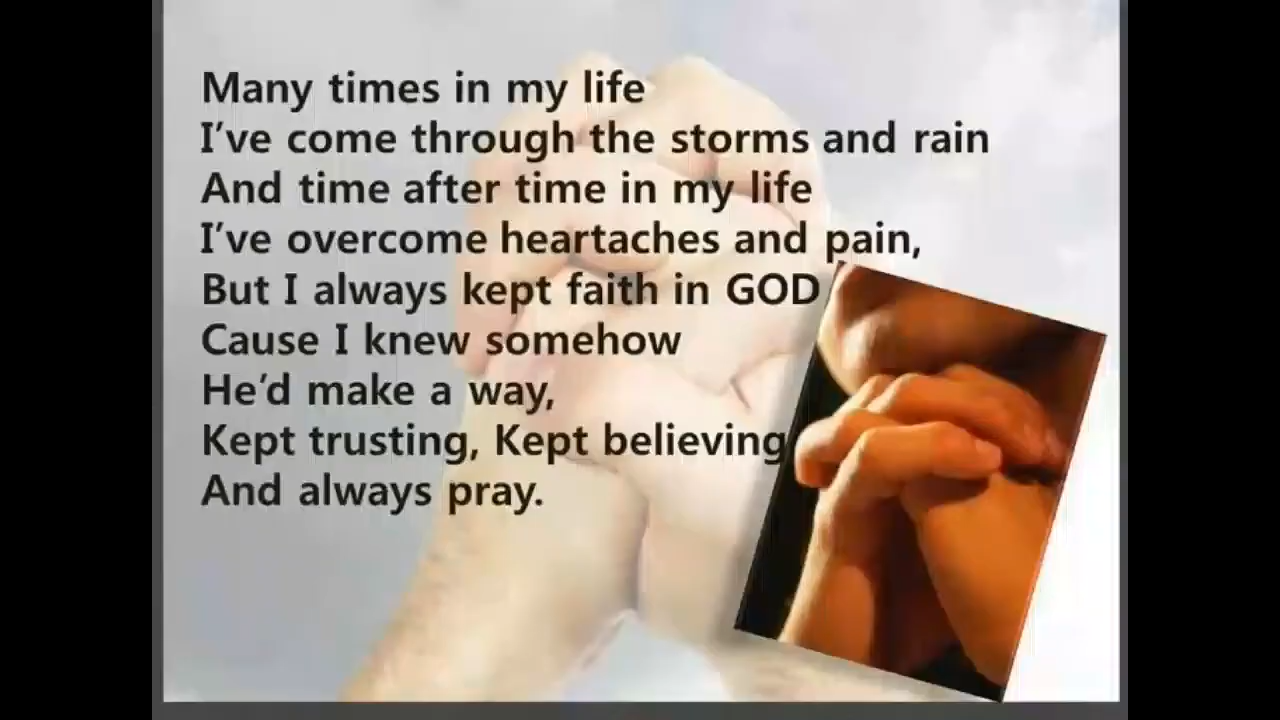 Many times in my life
I’ve come through the storms and rain
And time after time in my life
I’ve overcome heartaches and pain,
But I always kept faith in GOD
Cause I knew somehow
He’d make a way,
Kept trusting, Kept believing
And always pray.